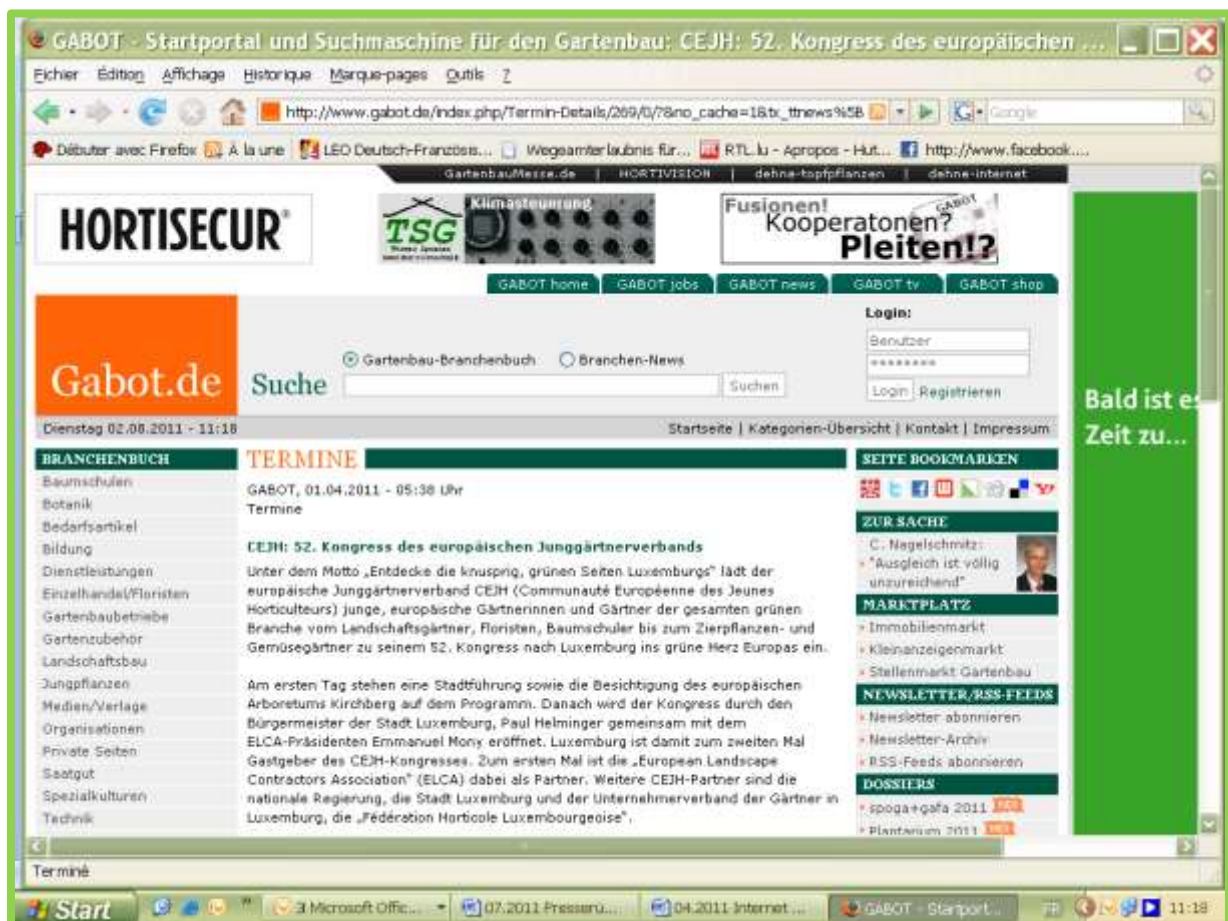 GABOT - Startportal und Suchmaschine für den Gartenbau: CEJH: 52. Kongress des europäischen ...
Fichier Édition Affichage Historique Marque-pages Outils ?
http://www.gabot.de/index.php/Termin-Details/269/0/?&no_cache=1&tx_ttnews%5B
Google
Débuter avec Firefox À la une LEO Deutsch-Französis... Wegeamterlaubnis für... RTL.lu - Apropos - Hut... http://www.facebook....
GartenbauMesse.de | HORTIVISION | dehne-topfpflanzen | dehne-internet
HORTISECUR®
TSG
Klimasteuerung
Fusionen!
GABOT
Kooperatonen?
Pleiten!?
GABOT home GABOT jobs GABOT news GABOT tv GABOT shop
Gabot.de
Suche
Gartenbau-Branchenbuch Branchen-News
Suchen
Login:
Benutzer
********
Login Registrieren
Bald ist es
Zeit zu...
Dienstag 02.08.2011 - 11:18
Startseite | Kategorien-Übersicht | Kontakt | Impressum
BRANCHENBUCH
Baumschulen
Botanik
Bedarfsartikel
Bildung
Dienstleistungen
Einzelhandel/Floristen
Gartenbaubetriebe
Gartenzubehör
Landschaftsbau
Jungpflanzen
Medien/Verlage
Organisationen
Private Seiten
Saatgut
Spezialkulturen
Technik
TERMINE
GABOT, 01.04.2011 - 05:38 Uhr
Termine
CEJH: 52. Kongress des europäischen Junggärtnerverbands
Unter dem Motto „Entdecke die knusprig, grünen Seiten Luxemburgs" lädt der
europäische Junggärtnerverband CEJH (Communauté Européenne des Jeunes
Horticulteurs) junge, europäische Gärtnerinnen und Gärtner der gesamten grünen
Branche vom Landschaftsgärtner, Floristen, Baumschuler bis zum Zierpflanzen- und
Gemüsegärtner zu seinem 52. Kongress nach Luxemburg ins grüne Herz Europas ein.
Am ersten Tag stehen eine Stadtführung sowie die Besichtigung des europäischen
Arboretums Kirchberg auf dem Programm. Danach wird der Kongress durch den
Bürgermeister der Stadt Luxemburg, Paul Helminger gemeinsam mit dem
ELCA-Präsidenten Emmanuel Mony eröffnet. Luxemburg ist damit zum zweiten Mal
Gastgeber des CEJH-Kongresses. Zum ersten Mal ist die „European Landscape
Contractors Association" (ELCA) dabei als Partner. Weitere CEJH-Partner sind die
nationale Regierung, die Stadt Luxemburg und der Unternehmerverband der Gärtner in
Luxemburg, die „Fédération Horticole Luxembourgeoise".
SEITE BOOKMARKEN
ZUR SACHE
C. Nagelschmitz:
"Ausgleich ist völlig
unzureichend"
MARKTPLATZ
Immobilienmarkt
Kleinanzeigenmarkt
Stellenmarkt Gartenbau
NEWSLETTER/RSS-FEEDS
Newsletter abonnieren
Newsletter-Archiv
RSS-Feeds abonnieren
DOSSIERS
spoga+gafa 2011
Plantarium 2011
Terminé
Start
3 Microsoft Offic...
07.2011 Presserü...
04.2011 Internet ...
GABOT - Startport...
FR
11:18